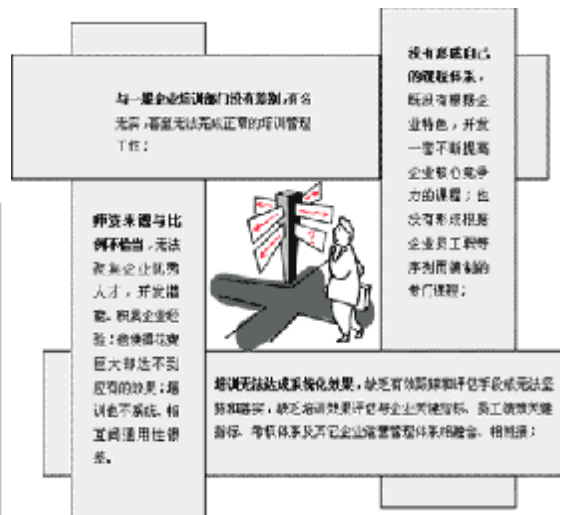 与一般企业培训部门没有差别，有名
无实，甚至无法完成正常的培训管理
工作；
没有形成自己
的课程体系，
既没有根据企
业特色，开发
一套不断提高
企业核心竞争
力的课程；也
没有形成根据
企业员工职等
序列而编制的
专门课程；
师资来源与比
例不恰当，无法
聚集企业优秀
人才，开发潜
能、积累企业经
验；
巨大却达不到
应有的效果；培
训也不系统、相
互间通用性很
差。
培训无法达成系统化效果，缺乏有效跟踪和评估手段或无法坚
持和落实，缺乏培训效果评估与企业关键指标、员工绩效关键
指标、考核体系及其它企业运营管理体系相融合、相衔接；